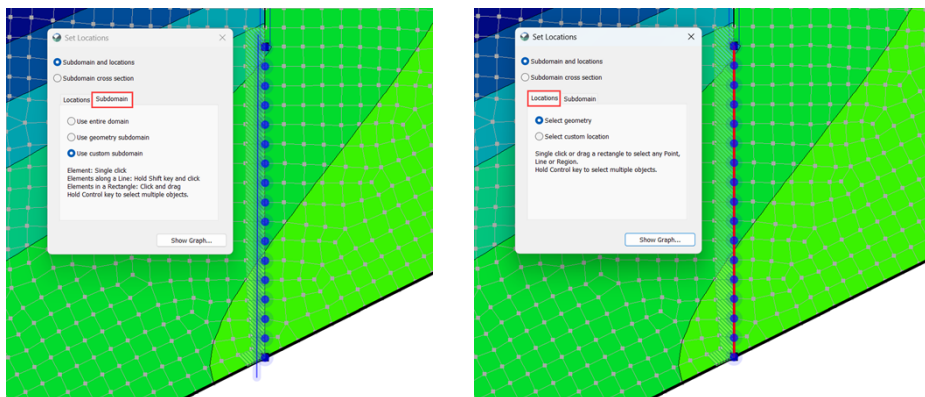 Set Locations
Subdomain and locations
Subdomain cross section
Locations Subdomain
Use entire domain
Use geometry subdomain
Use custom subdomain
Element: Single click
Elements along a Line: Hold Shift key and click
Elements in a Rectangle: Click and drag
Hold Control key to select multiple objects.
Show Graph...
Set Locations
Subdomain and locations
Subdomain cross section
Locations Subdomain
Select geometry
Select custom location
Single click or drag a rectangle to select any Point,
Line or Region.
Hold Control key to select multiple objects.
Show Graph...